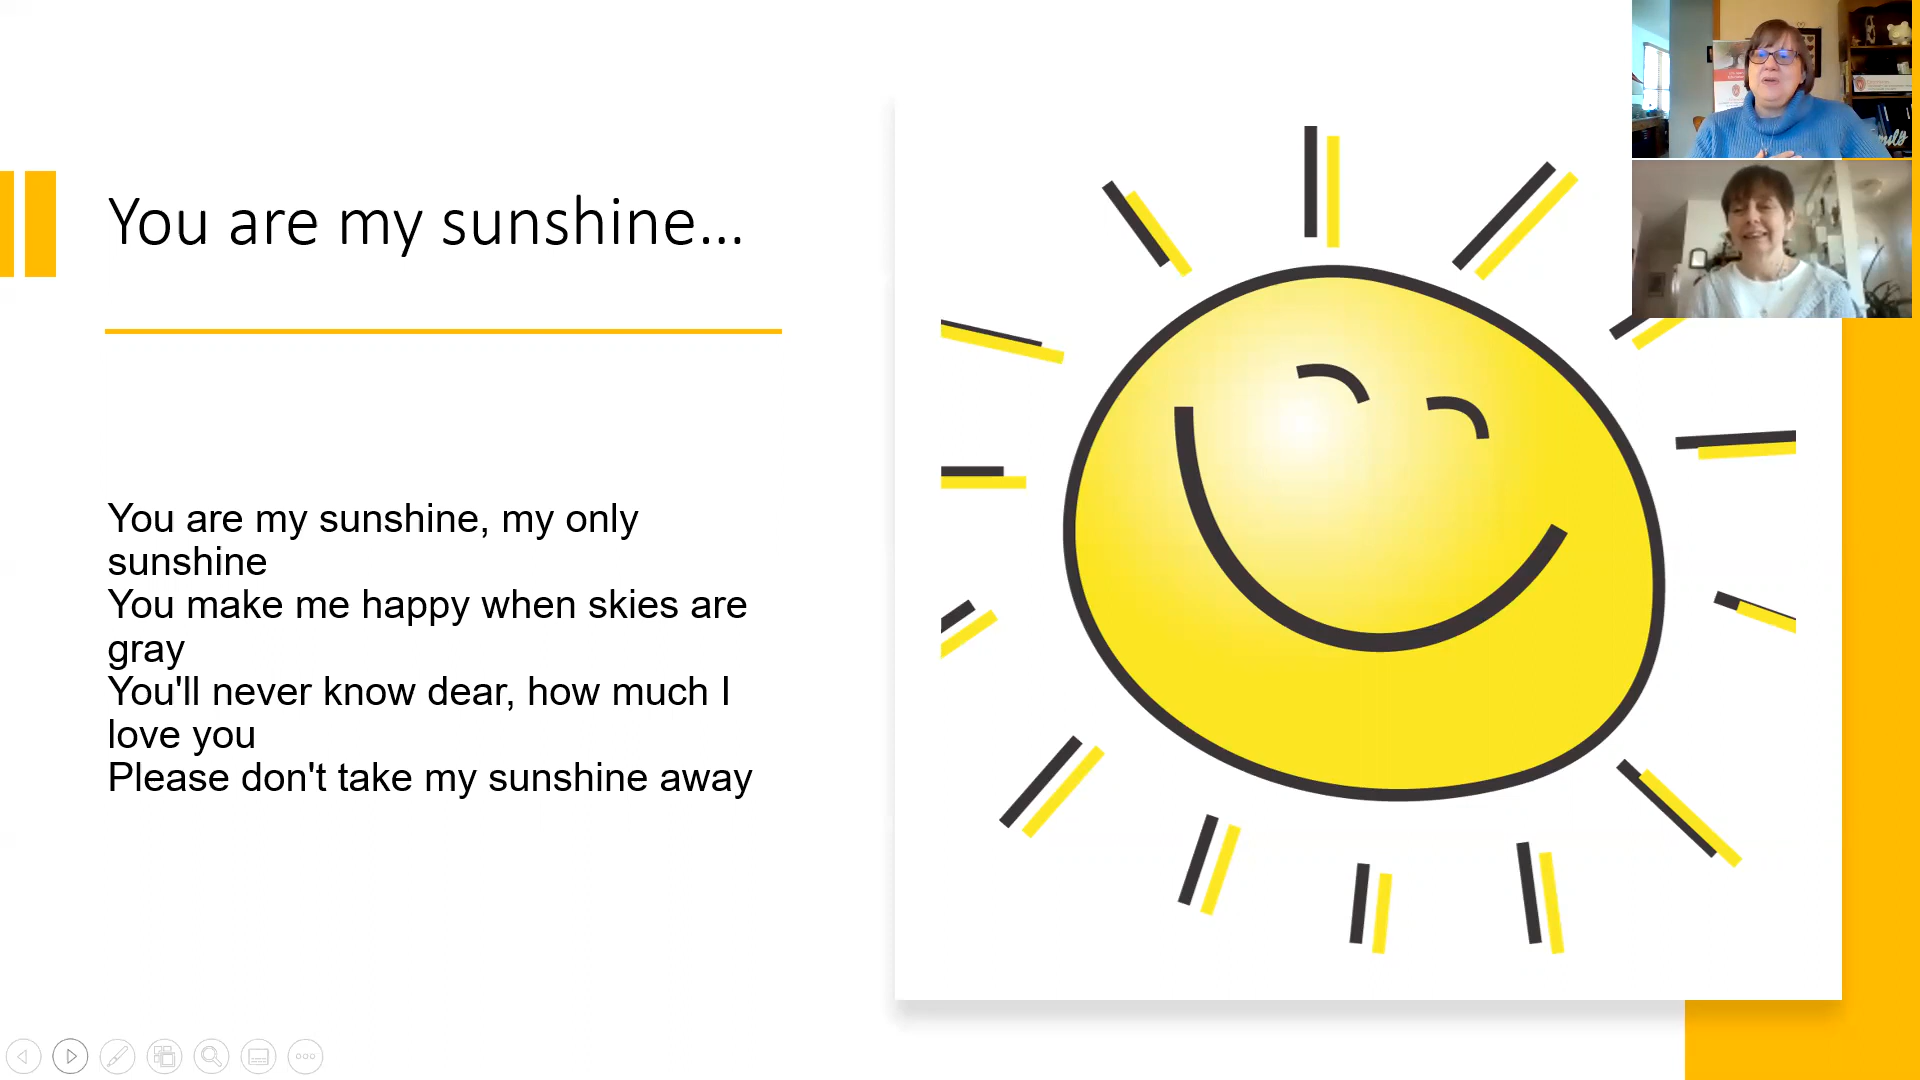 You are my sunshine...
You are my sunshine, my only
sunshine
You make me happy when skies are
gray
You'll never know dear, how much I
love you
Please don't take my sunshine away